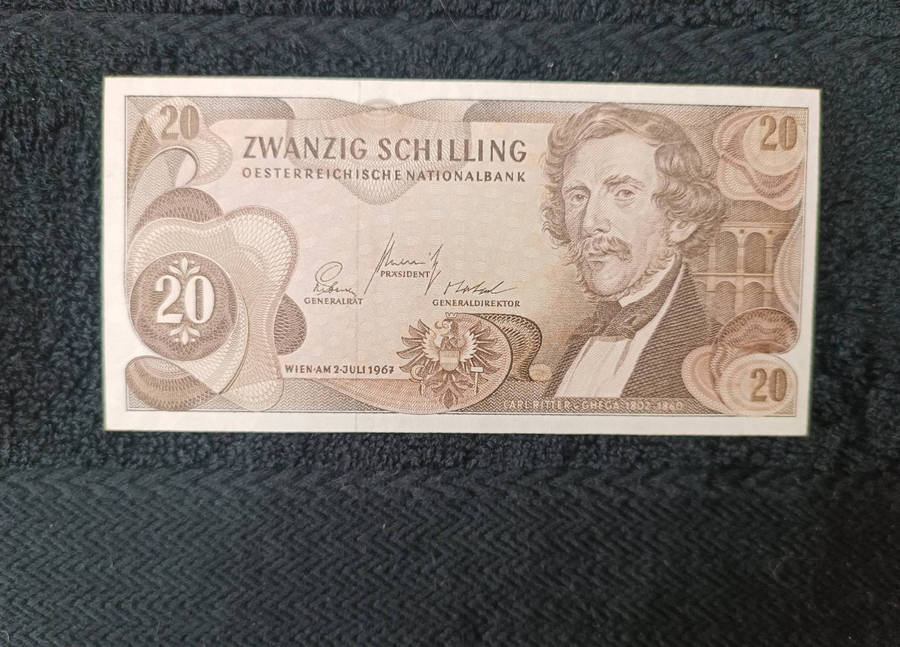 20
20
ZWANZIG SCHILLING
OESTERREICHISCHE NATIONALBANK
PRÄSIDENT
GENERALRAT
GENERALDIREKTOR
20
WIEN·AM 2·JULI 1967
20
CARL RITTER v. GHEGA 1802-1860